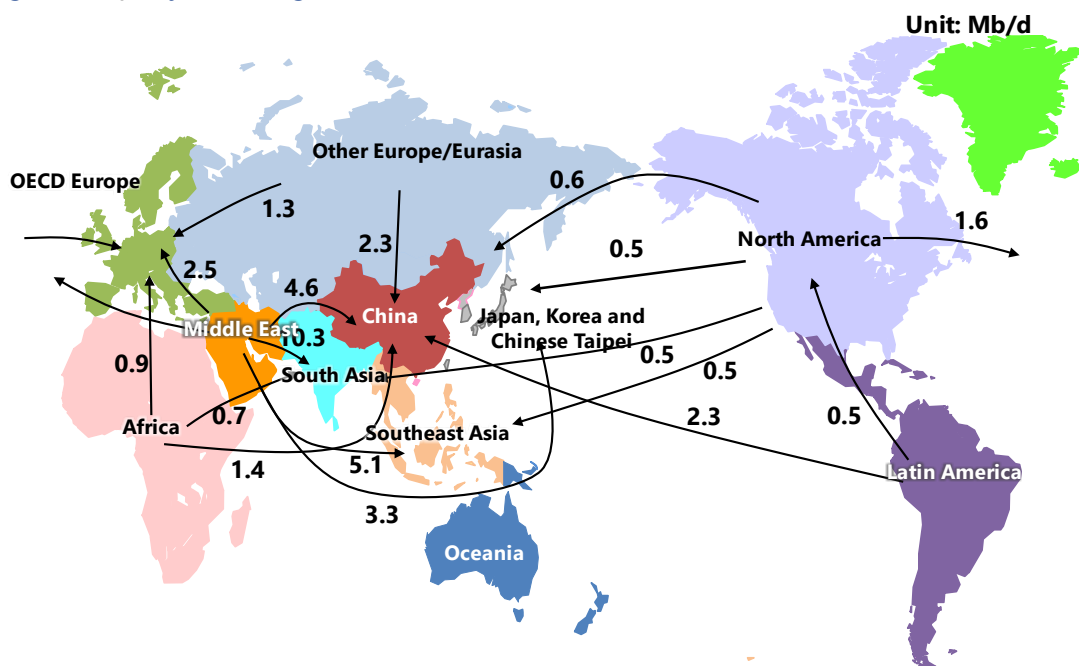 Unit: Mb/d
Other Europe/Eurasia
OECD Europe
0.6
1.3
1.6
North America
2.3
0.5
2.5
4.6
China
Japan, Korea and
Chinese Taipei
Middle East
10.3
0.5
0.9
South Asia
0.5
0.7
2.3
0.5
Africa
Southeast Asia
1.4
5.1
Latin America
3.3
Oceania